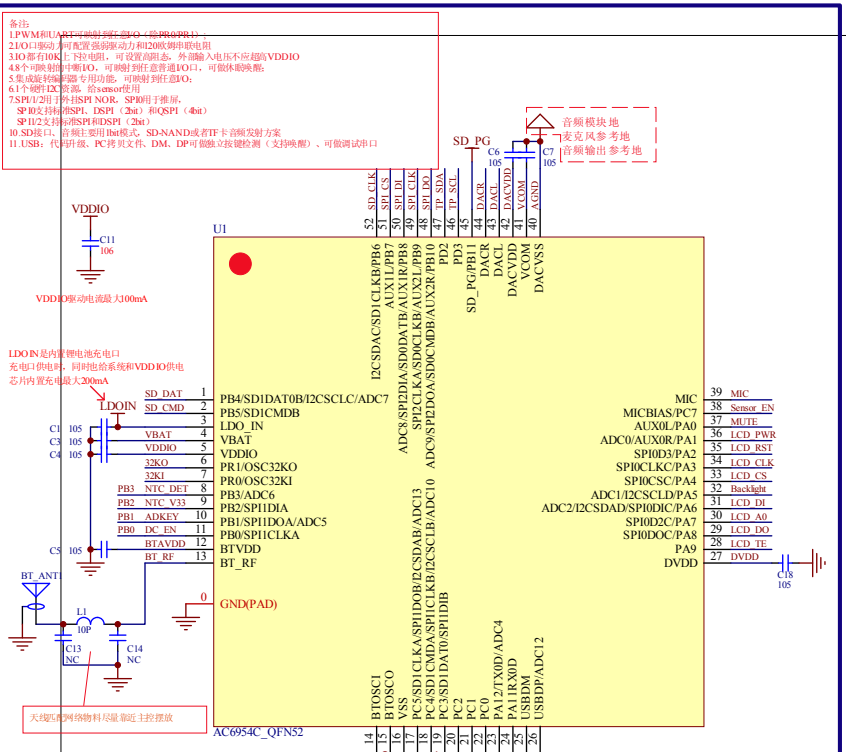 备注:
1.PWM和UART可映射到任意I/O（除PR0/PR1）;
2.I/O口驱动力可配置强弱驱动力和120欧姆串联电阻
3.IO都有10K上下拉电阻，可设置高阻态，外部输入电压不应超高VDDIO
4.8个可映射的中断I/O，可映射到任意普通I/O口，可做休眠唤醒;
5.集成旋转编码器专用功能，可映射到任意I/O;
6.1个硬件I2C资源，给sensor使用
7.SPI/1/2用于外挂SPI NOR，SPI0用于推屏，
SPI0支持标准SPI、DSPI（2bit）和QSPI（4bit）
SPI1/2支持标准SPI和DSPI（2bit）
10.SD接口、音频主要用1bit模式，SD-NAND或者TF卡音频发射方案
11.USB：代码升级、PC拷贝文件、DM、DP可做独立按键检测（支持唤醒）、可做调试串口
音频模块地
麦克风参考地
音频输出参考地
SD_PG
C6
105
C7
105
SD_CLK
SPI_CS
SPI_DI
SPI_CLK
SPI_DO
TP_SDA
TP_SCL
DACR
DACL
DACVDD
VCOM
AGND
52
51
50
49
48
47
46
45
44
43
42
41
40
VDDIO
C11
106
VDDIO驱动电流最大100mA
U1
I2CSDAC/SD1CLKB/PB6
AUX1L/PB7
ADC8/SPI2DIA/SD0DATB/AUX1R/PB8
SPI2CLKA/SD0CLKB/AUX2L/PB9
ADC9/SPI2DOA/SD0CMDB/AUX2R/PB10
PD2
PD3
SD_PG/PB11
DACR
DACL
DACVDD
VCOM
DACVSS
LDOIN是内置锂电池充电口
充电口供电时，同时也给系统和VDDIO供电
芯片内置充电最大200mA
LDOIN
C1 105
C3 105
C4 105
C5 105
SD_DAT 1 PB4/SD1DAT0B/I2CSCLC/ADC7
SD_CMD 2 PB5/SD1CMDB
3 LDO_IN
VBAT 4 VBAT
VDDIO 5 VDDIO
32KO 6 PR1/OSC32KO
32KI 7 PR0/OSC32KI
PB3 NTC_DET 8 PB3/ADC6
PB2 NTC_V33 9 PB2/SPI1DIA
PB1 ADKEY 10 PB1/SPI1DOA/ADC5
PB0 DC_EN 11 PB0/SPI1CLKA
BTAVDD 12 BTVDD
BT_RF 13 BT_RF
0 GND(PAD)
MIC 39 MIC
MICBIAS/PC7 38 Sensor_EN
AUX0L/PA0 37 MUTE
ADC0/AUX0R/PA1 36 LCD_PWR
SPI0D3/PA2 35 LCD_RST
SPI0CLKC/PA3 34 LCD_CLK
SPI0CSC/PA4 33 LCD_CS
ADC1/I2CSCLD/PA5 32 Backlight
ADC2/I2CSDAD/SPI0DIC/PA6 31 LCD_DI
SPI0D2C/PA7 30 LCD_A0
SPI0DOC/PA8 29 LCD_DO
PA9 28 LCD_TE
DVDD 27 DVDD
C18
105
BT_ANT1
L1
10P
C13
NC
C14
NC
天线匹配网络物料尽量靠近主控摆放
BTOSCI
BTOSCO
VSS
PC5/SD1CLKA/SPI1DOB/I2CSDAB/ADC13
PC4/SD1CMDA/SPI1CLKB/I2CSCLB/ADC10
PC3/SD1DAT0/SPI1DIB
PC2
PC1
PC0
PA12/TX0D/ADC4
PA11RX0D
USBDM
USBDP/ADC12
AC6954C_QFN52
14
15
16
17
18
19
20
21
22
23
24
25
26